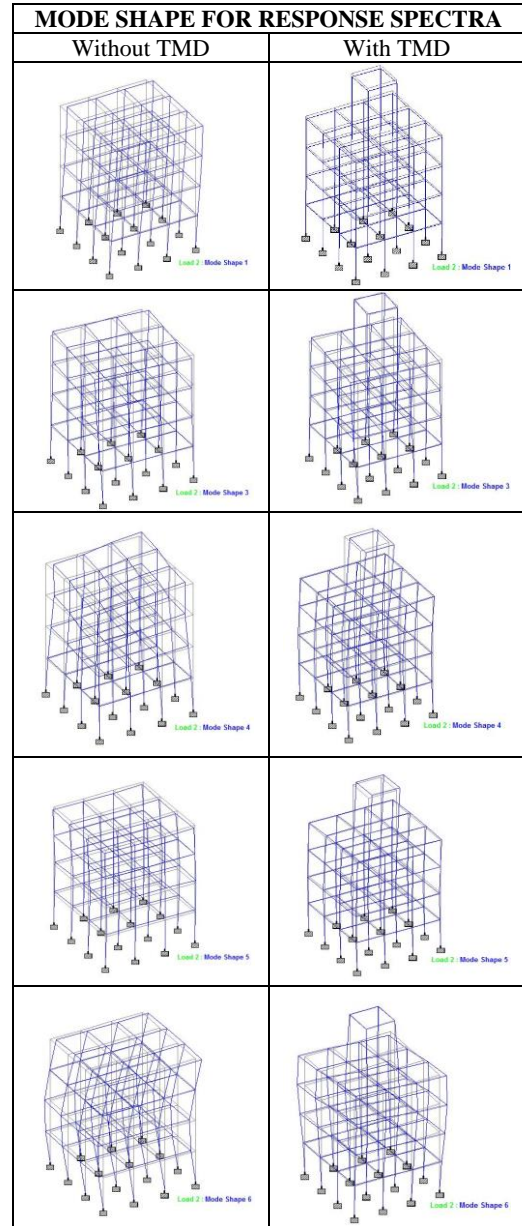 MODE SHAPE FOR RESPONSE SPECTRA
Without TMD With TMD
Load 2 : Mode Shape 1 Load 2 : Mode Shape 1
Load 2 : Mode Shape 3 Load 2 : Mode Shape 3
Load 2 : Mode Shape 4 Load 2 : Mode Shape 4
Load 2 : Mode Shape 5 Load 2 : Mode Shape 5
Load 2 : Mode Shape 6 Load 2 : Mode Shape 6